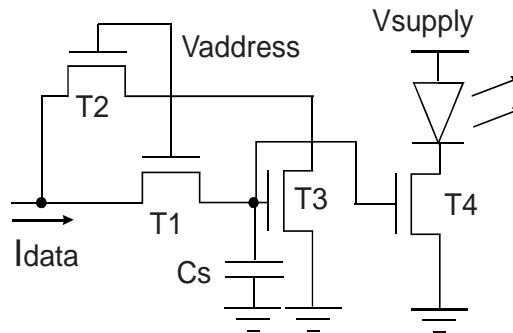 Vsupply
Vaddress
T2
T3
T4
T1
Idata
Cs